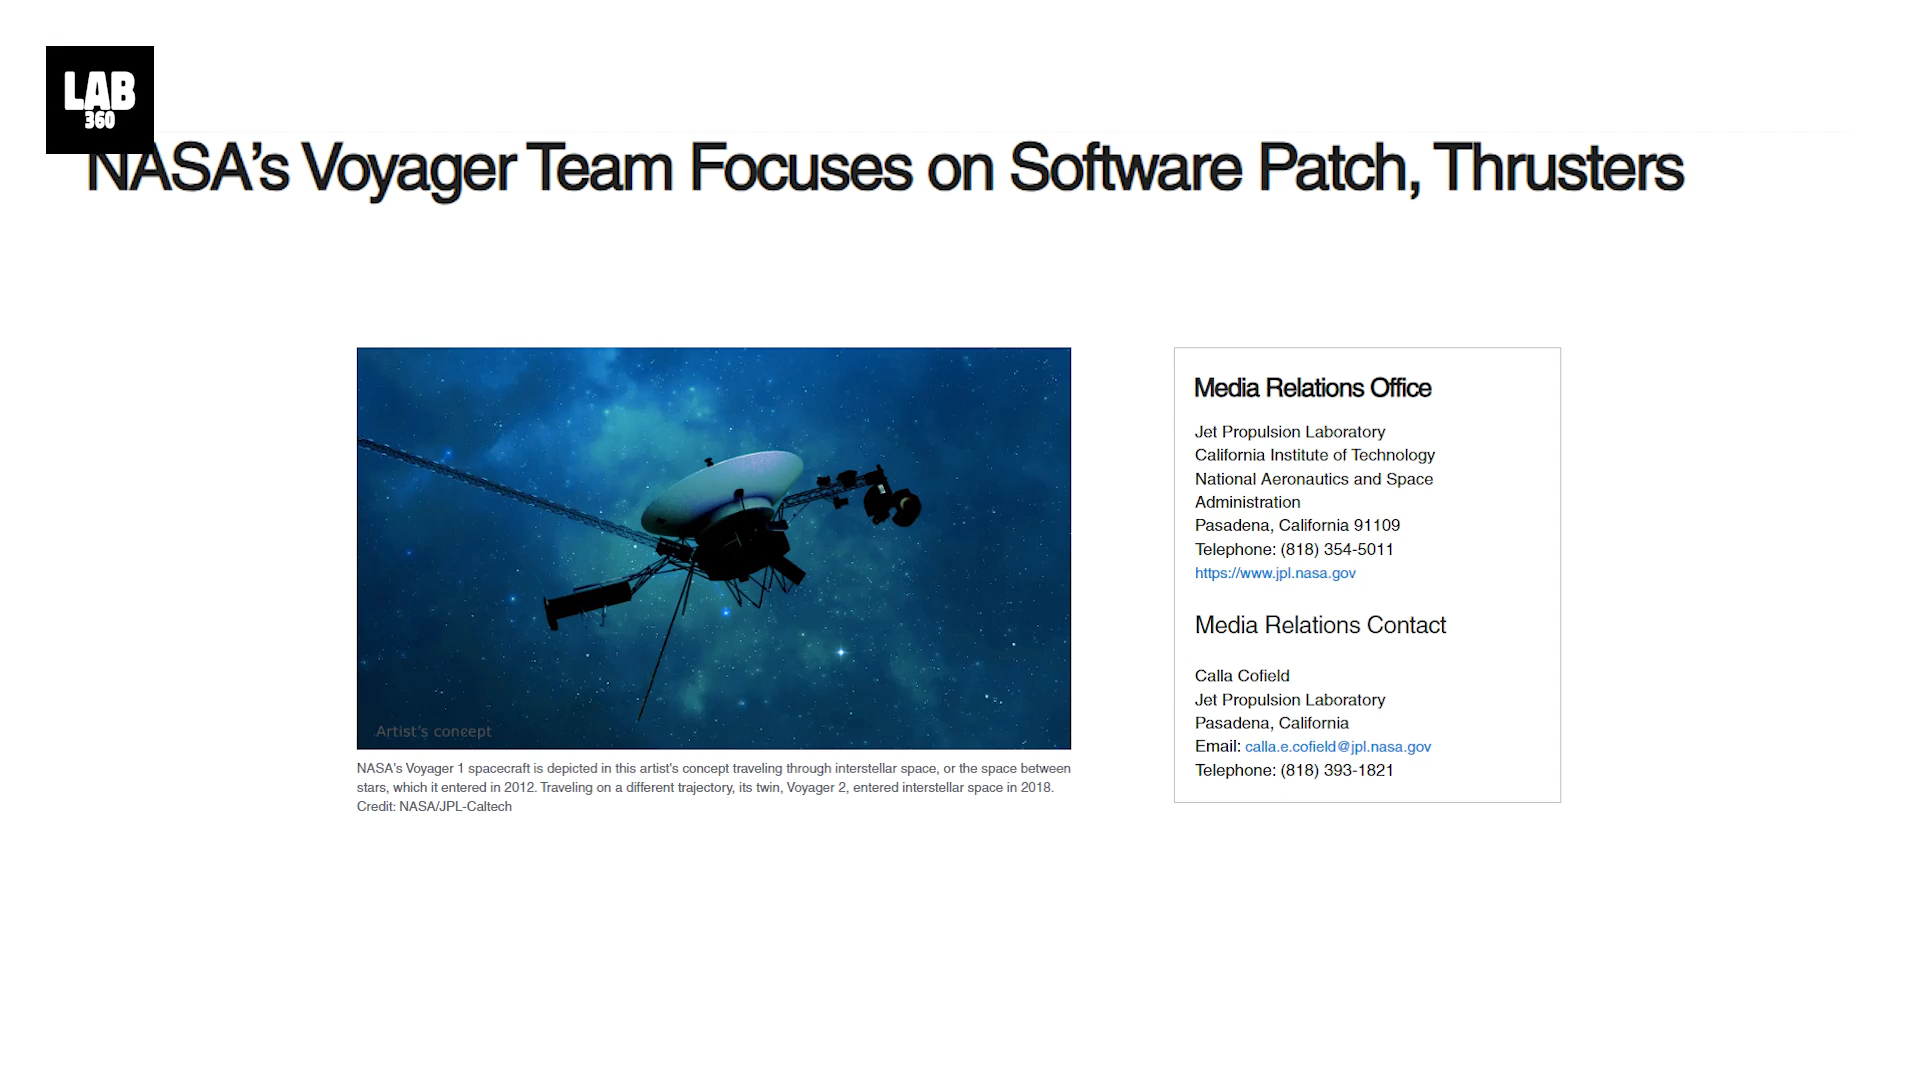 LAB
360
NASA’s Voyager Team Focuses on Software Patch, Thrusters
Artist's concept
NASA's Voyager 1 spacecraft is depicted in this artist's concept traveling through interstellar space, or the space between
stars, which it entered in 2012. Traveling on a different trajectory, its twin, Voyager 2, entered interstellar space in 2018.
Credit: NASA/JPL-Caltech
Media Relations Office
Jet Propulsion Laboratory
California Institute of Technology
National Aeronautics and Space
Administration
Pasadena, California 91109
Telephone: (818) 354-5011
https://www.jpl.nasa.gov
Media Relations Contact
Calla Cofield
Jet Propulsion Laboratory
Pasadena, California
Email: calla.e.cofield@jpl.nasa.gov
Telephone: (818) 393-1821